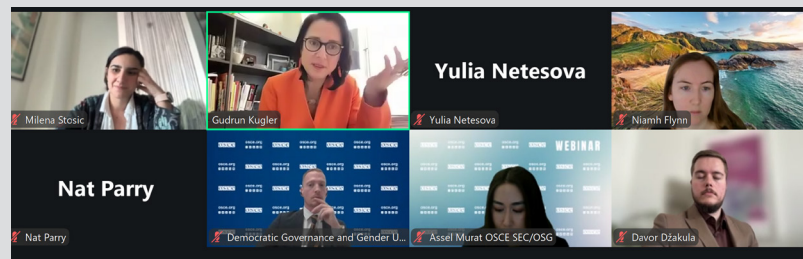 Milena Stosic
Gudrun Kugler
Yulia Netesova
Yulia Netesova
Niamh Flynn
Nat Parry
Nat Parry
Democratic Governance and Gender U...
WEBINAR
Assel Murat OSCE SEC/OSG
Davor Džakula